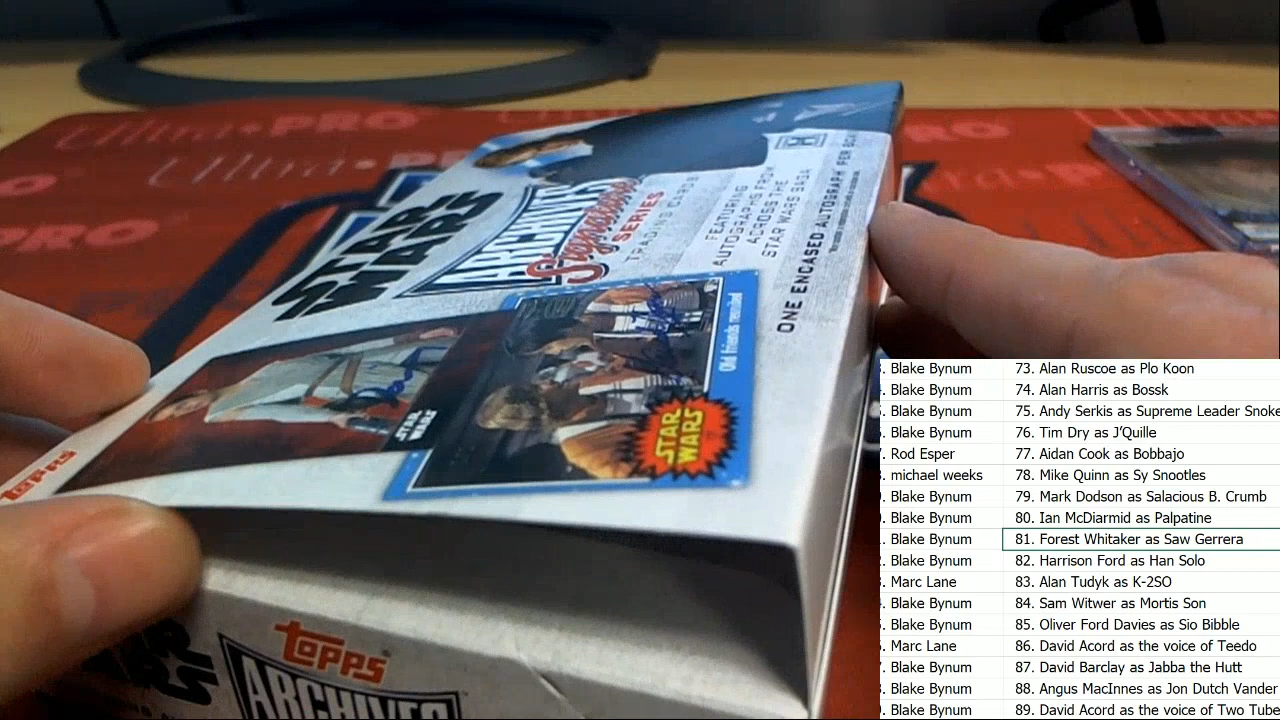 Ultra PRO
PRO
PRO
STAR
WARS
ARCHIVES
Signature
SERIES
TRADING CARDS
FEATURING
AUTOGRAPHS FROM
ACROSS THE
STAR WARS SAGA
ONE ENCASED AUTOGRAPH PER BOX
Old friends reunited
STAR
WARS
STAR
WARS
TOPPS
TOPPS
ARCHIVES
Blake Bynum 73. Alan Ruscoe as Plo Koon
. Blake Bynum 74. Alan Harris as Bossk
. Blake Bynum 75. Andy Serkis as Supreme Leader Snoke
. Blake Bynum 76. Tim Dry as J'Quille
. Rod Esper 77. Aidan Cook as Bobbajo
. michael weeks 78. Mike Quinn as Sy Snootles
. Blake Bynum 79. Mark Dodson as Salacious B. Crumb
. Blake Bynum 80. Ian McDiarmid as Palpatine
. Blake Bynum 81. Forest Whitaker as Saw Gerrera
. Blake Bynum 82. Harrison Ford as Han Solo
. Marc Lane 83. Alan Tudyk as K-2SO
. Blake Bynum 84. Sam Witwer as Mortis Son
. Blake Bynum 85. Oliver Ford Davies as Sio Bibble
. Marc Lane 86. David Acord as the voice of Teedo
. Blake Bynum 87. David Barclay as Jabba the Hutt
. Blake Bynum 88. Angus MacInnes as Jon Dutch Vander
. Blake Bynum 89. David Acord as the voice of Two Tube